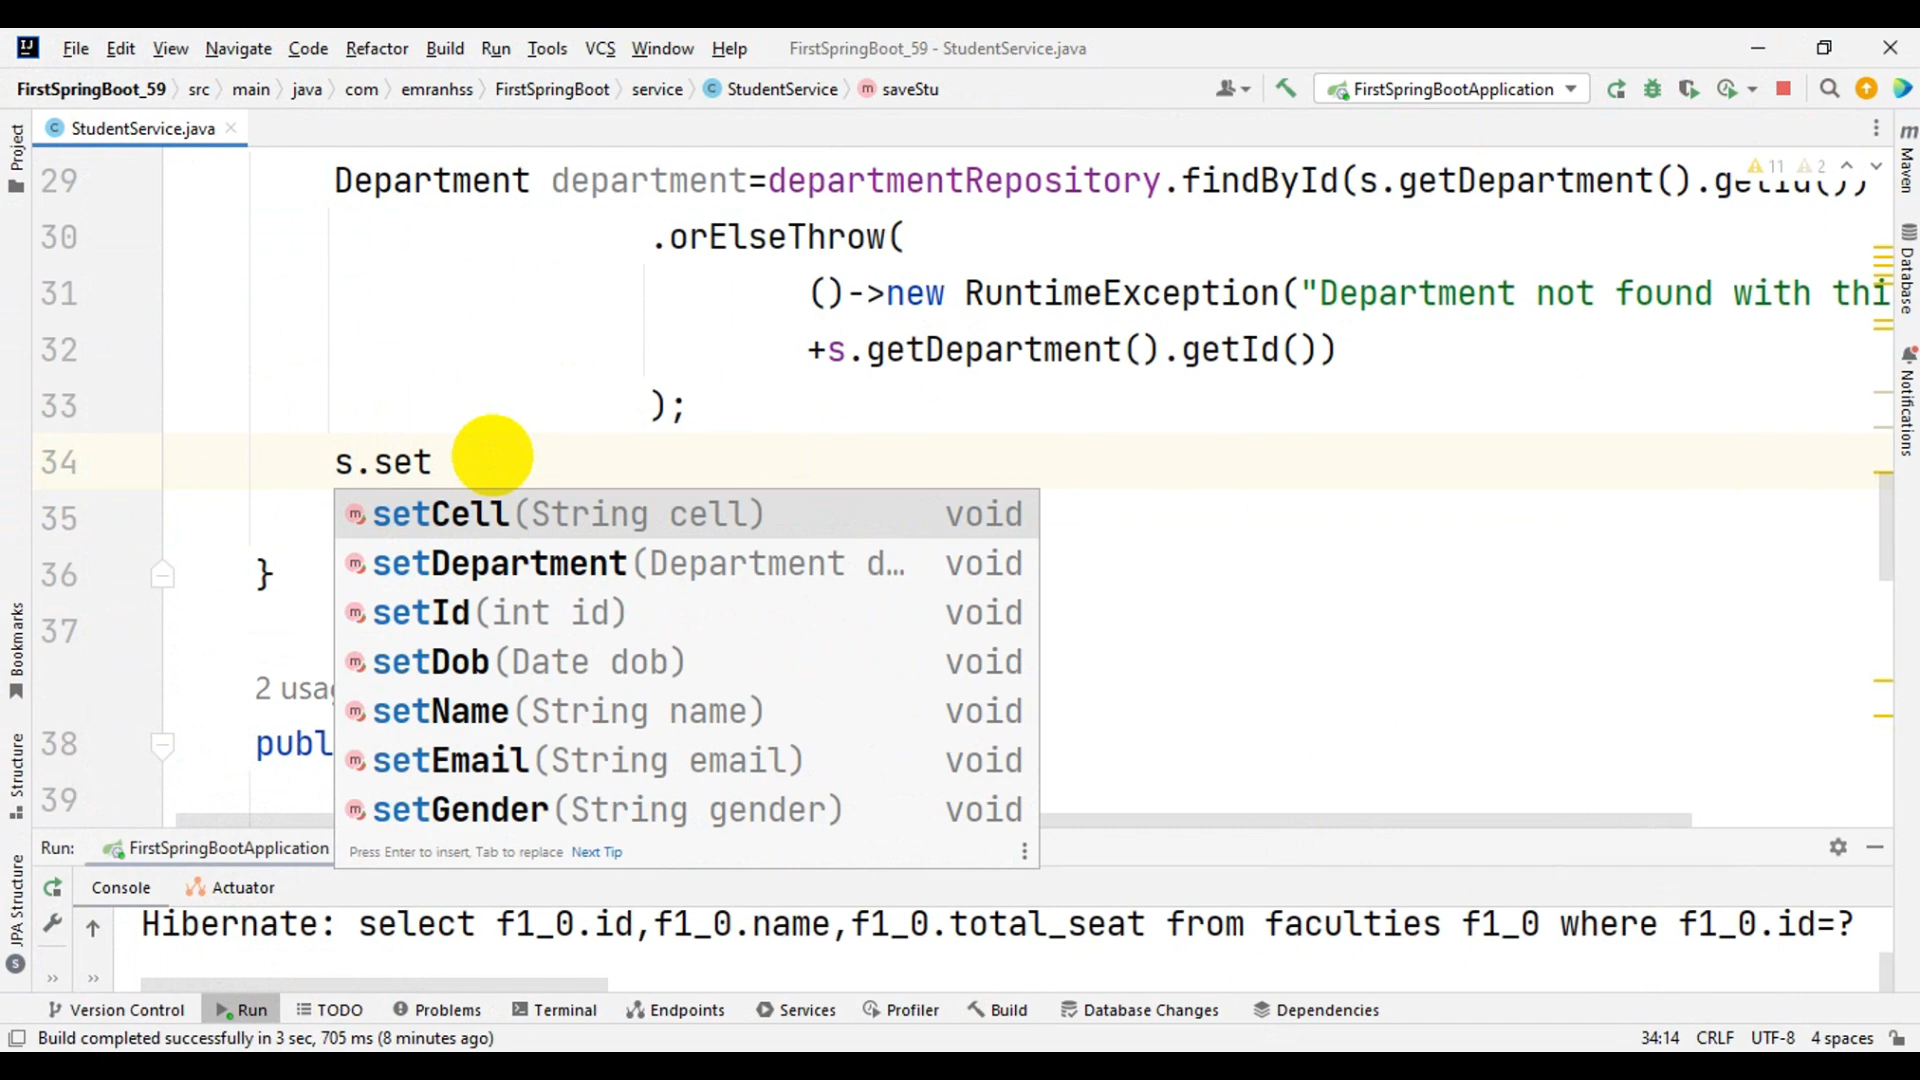 File Edit View Navigate Code Refactor Build Run Tools VCS Window Help FirstSpringBoot_59 - StudentService.java
FirstSpringBoot_59 src main java com emranhss FirstSpringBoot service StudentService saveStu FirstSpringBootApplication
StudentService.java
Project
Bookmarks
Structure
JPA Structure
29 Department department=departmentRepository.findById(s.getDepartment().getId())
11 2
30 .orElseThrow(
31 ()->new RuntimeException("Department not found with thi
32 +s.getDepartment().getId())
33 );
34 s.set
35
36 }
37
2 usag
38 publ
39
setCell(String cell) void
setDepartment(Department d… void
setId(int id) void
setDob(Date dob) void
setName(String name) void
setEmail(String email) void
setGender(String gender) void
Press Enter to insert, Tab to replace Next Tip
Maven
Database
Notifications
Run: FirstSpringBootApplication
Console Actuator
Hibernate: select f1_0.id,f1_0.name,f1_0.total_seat from faculties f1_0 where f1_0.id=?
Version Control Run TODO Problems Terminal Endpoints Services Profiler Build Database Changes Dependencies
Build completed successfully in 3 sec, 705 ms (8 minutes ago) 34:14 CRLF UTF-8 4 spaces